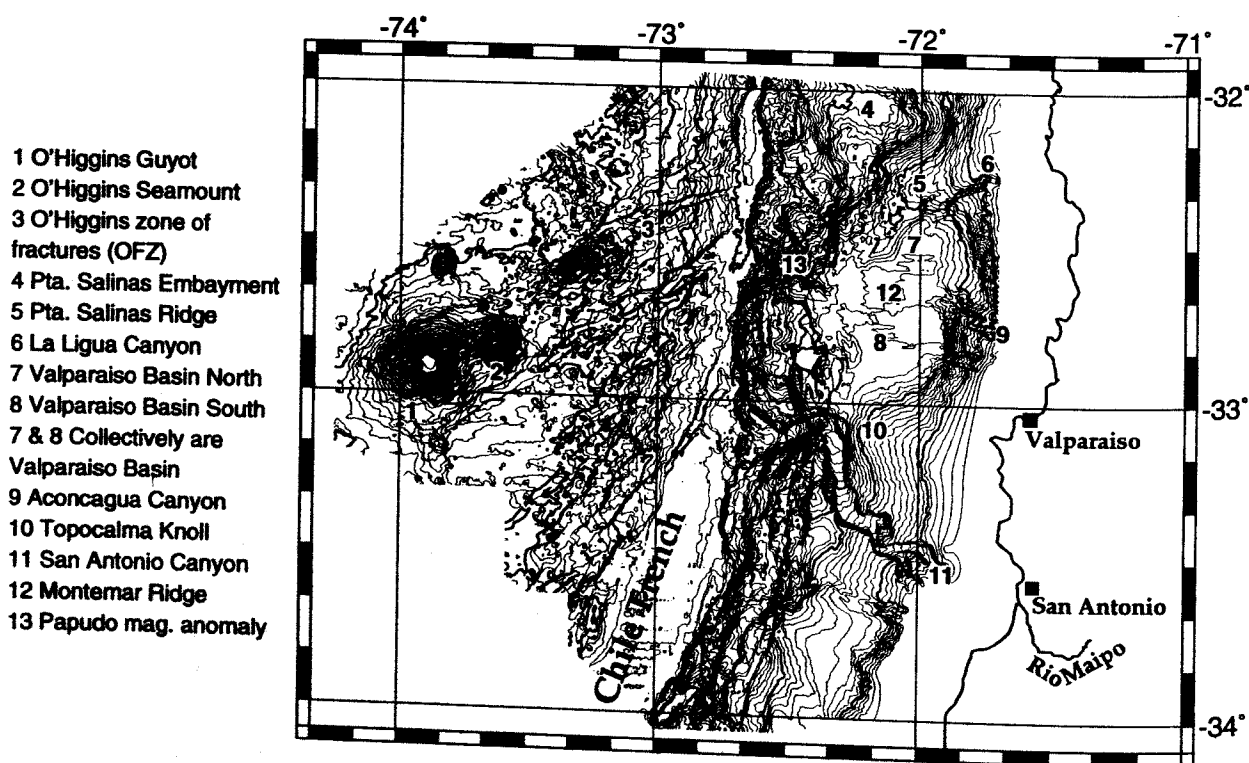 -74°
-73°
-72°
-71°
-32°
-33°
-34°
1 O'Higgins Guyot
2 O'Higgins Seamount
3 O'Higgins zone of
fractures (OFZ)
4 Pta. Salinas Embayment
5 Pta. Salinas Ridge
6 La Ligua Canyon
7 Valparaiso Basin North
8 Valparaiso Basin South
7 & 8 Collectively are
Valparaiso Basin
9 Aconcagua Canyon
10 Topocalma Knoll
11 San Antonio Canyon
12 Montemar Ridge
13 Papudo mag. anomaly
4
6
5
3
7
13
12
9
8
2
1
10
11
Valparaiso
San Antonio
Rio Maipo
Chile Trench